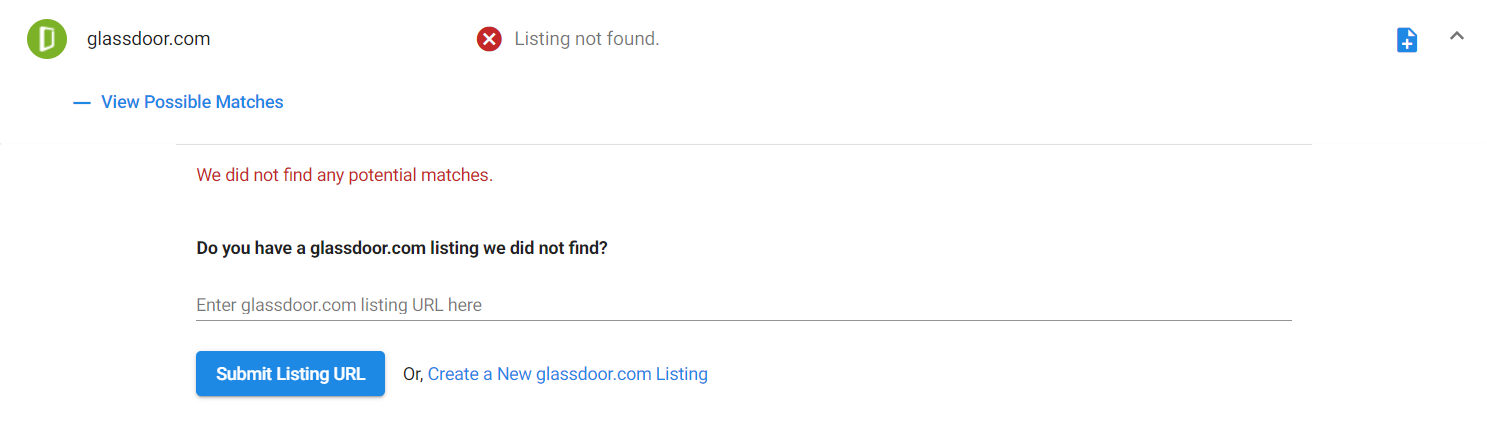 glassdoor.com
Listing not found.
View Possible Matches
We did not find any potential matches.
Do you have a glassdoor.com listing we did not find?
Enter glassdoor.com listing URL here
Submit Listing URL
Or, Create a New glassdoor.com Listing